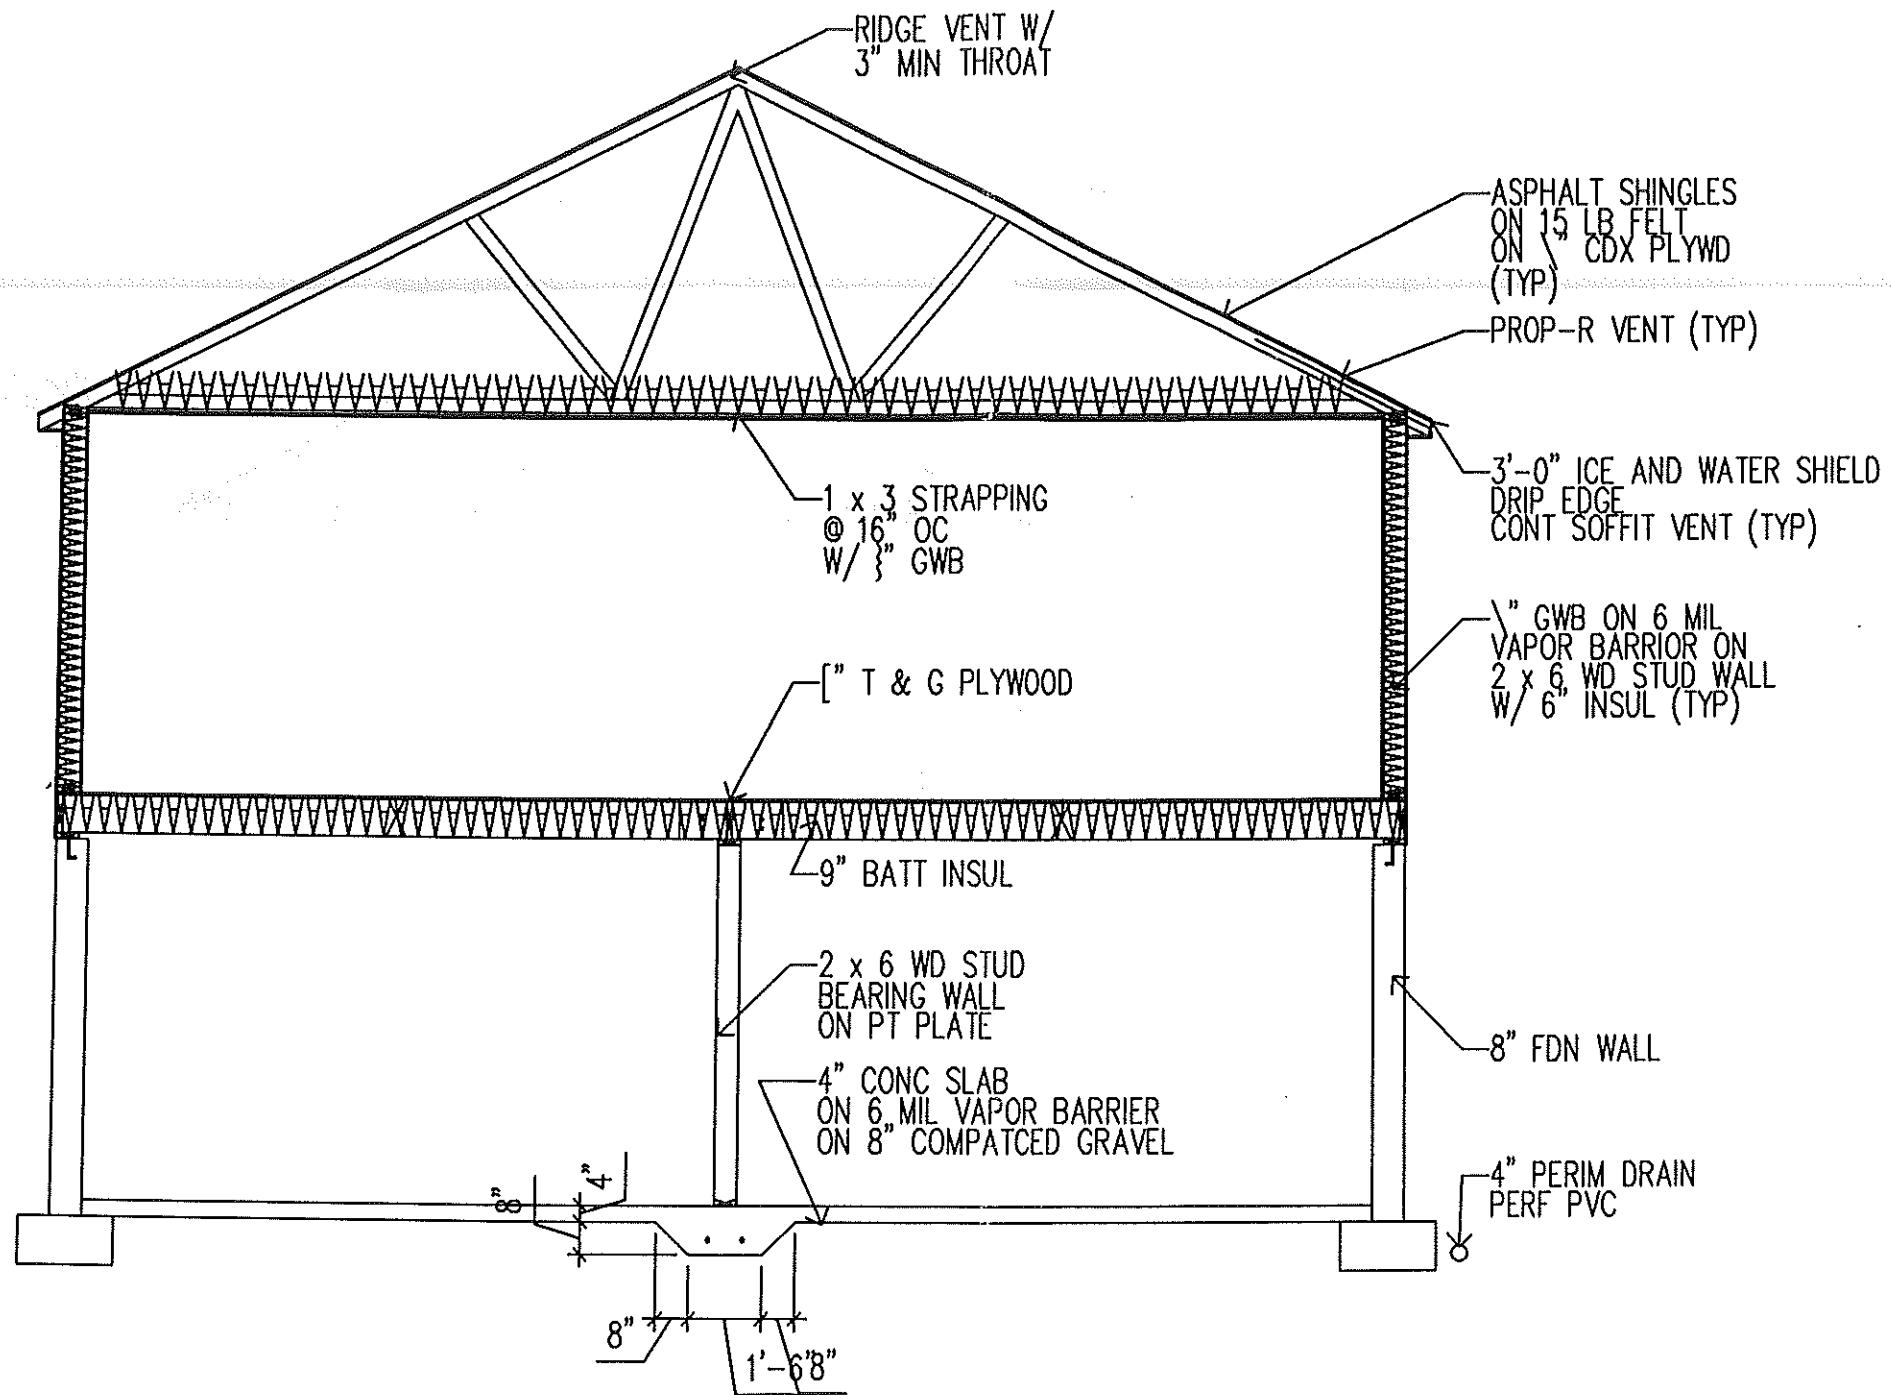 RIDGE VENT W/
3" MIN THROAT
ASPHALT SHINGLES
ON 15 LB FELT
ON \" CDX PLYWD
(TYP)
PROP-R VENT (TYP)
3'-0" ICE AND WATER SHIELD
DRIP EDGE
CONT SOFFIT VENT (TYP)
1 x 3 STRAPPING
@ 16" OC
W/ }" GWB
\" GWB ON 6 MIL
VAPOR BARRIOR ON
2 x 6 WD STUD WALL
W/ 6" INSUL (TYP)
[" T & G PLYWOOD
9" BATT INSUL
2 x 6 WD STUD
BEARING WALL
ON PT PLATE
8" FDN WALL
4" CONC SLAB
ON 6 MIL VAPOR BARRIER
ON 8" COMPATCED GRAVEL
4" PERIM DRAIN
PERF PVC
8"
4"
8"
1'-6"
8"